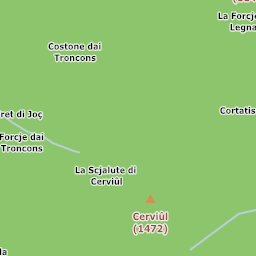 La Forcje
Legna
Costone dai
Troncons
Cortatis
ret di Joç
Forcje dai
Troncons
La Scjalute di
Cerviùl
Cerviùl
(1472)
la